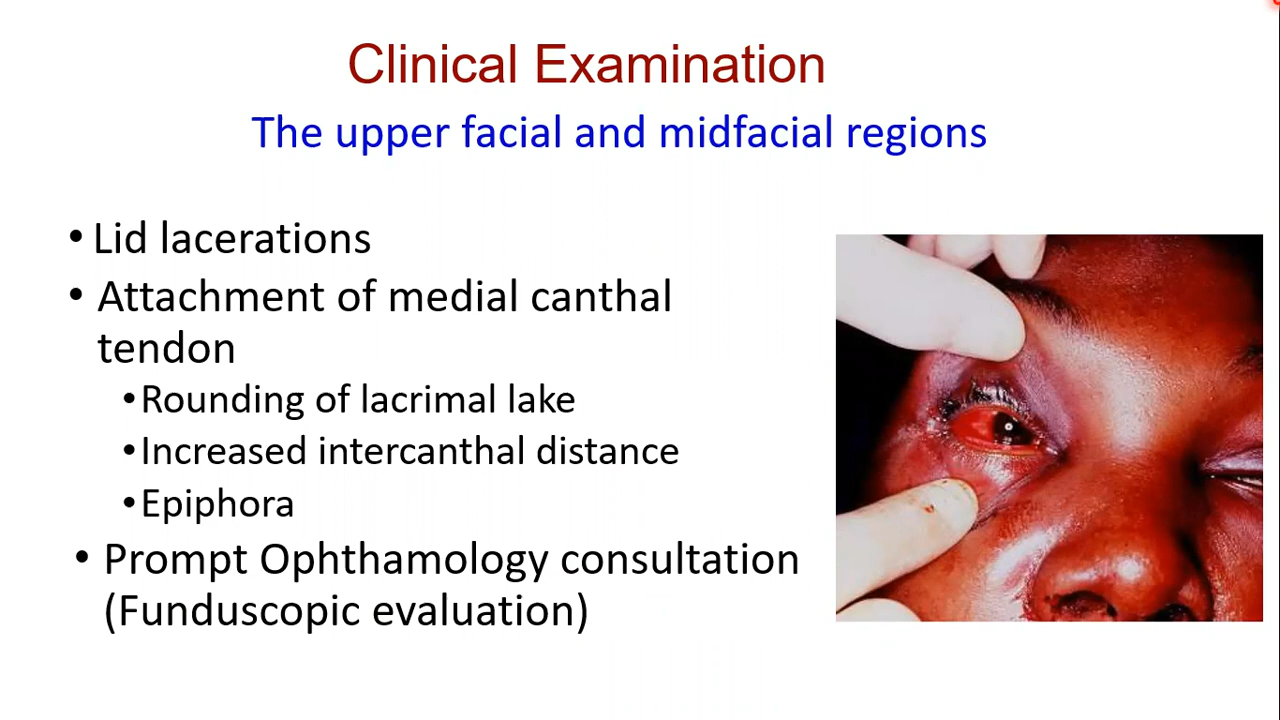 Clinical Examination
The upper facial and midfacial regions
• Lid lacerations
• Attachment of medial canthal
tendon
• Rounding of lacrimal lake
• Increased intercanthal distance
• Epiphora
• Prompt Ophthamology consultation
(Funduscopic evaluation)